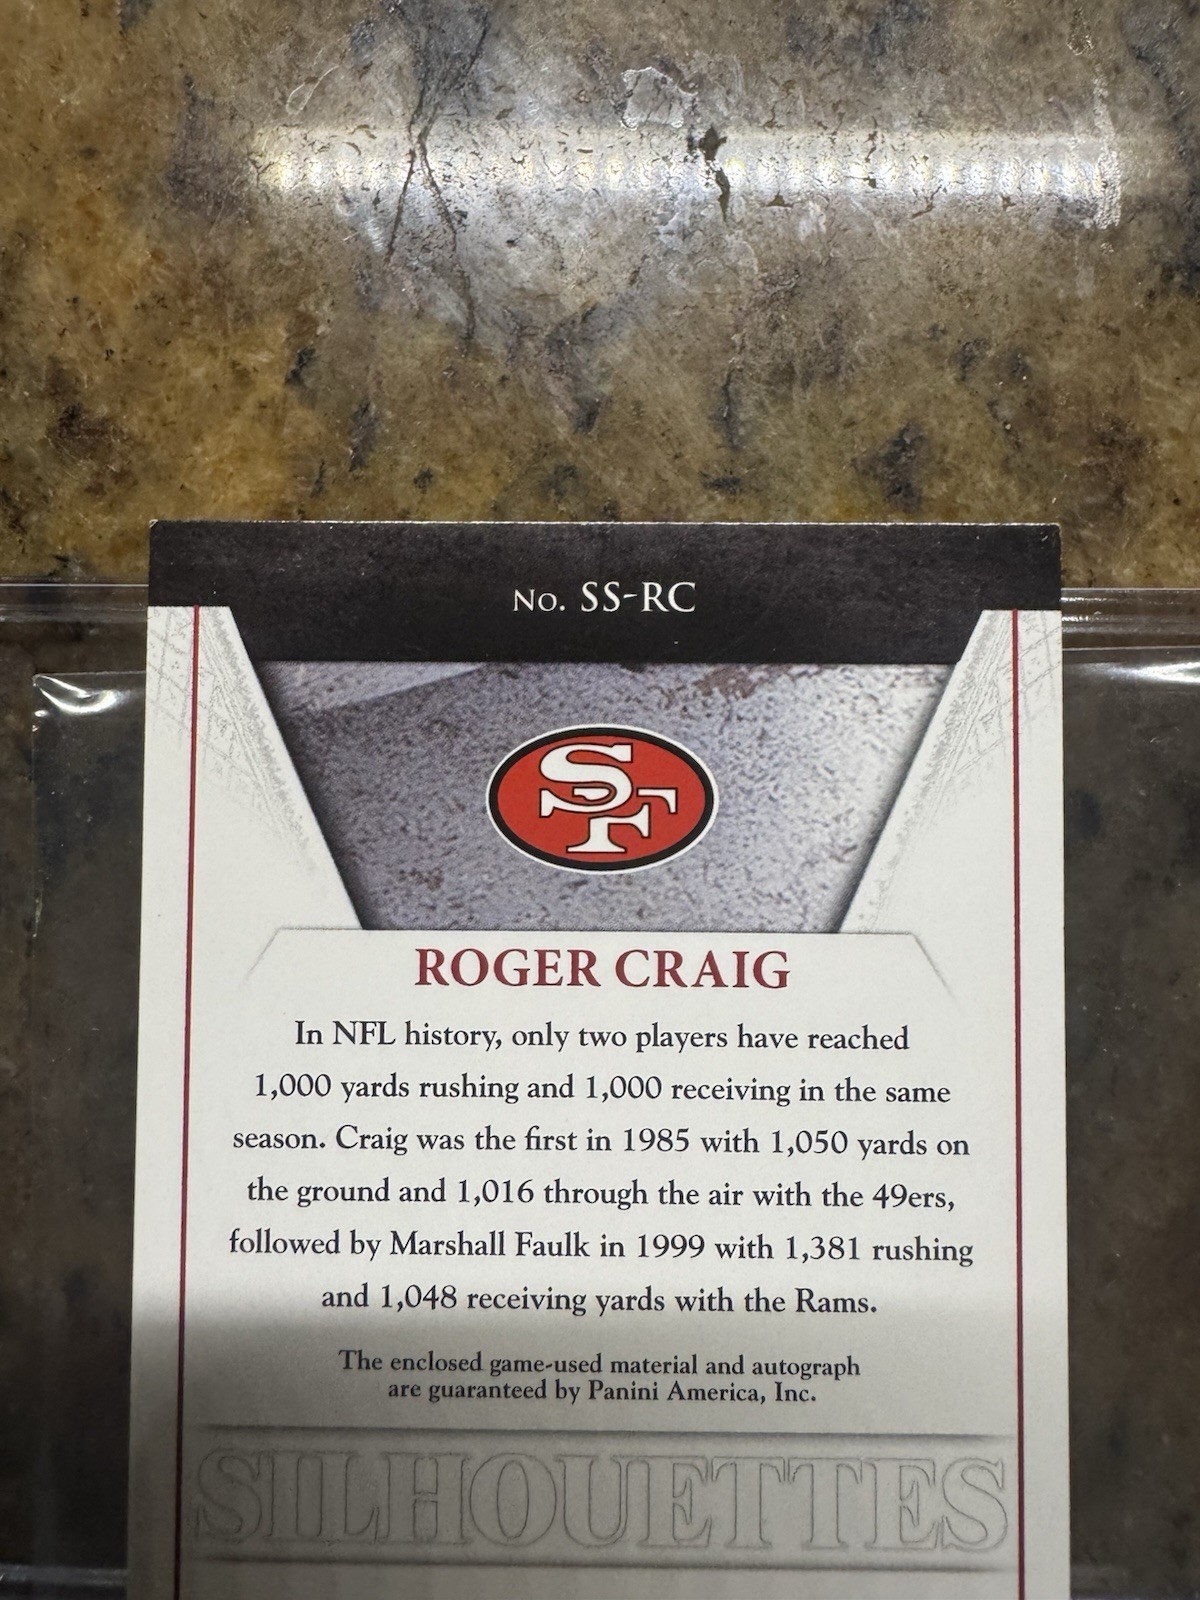 No. SS-RC
SF
ROGER CRAIG
In NFL history, only two players have reached
1,000 yards rushing and 1,000 receiving in the same
season. Craig was the first in 1985 with 1,050 yards on
the ground and 1,016 through the air with the 49ers,
followed by Marshall Faulk in 1999 with 1,381 rushing
and 1,048 receiving yards with the Rams.
The enclosed game-used material and autograph
are guaranteed by Panini America, Inc.
SILHOUETTES